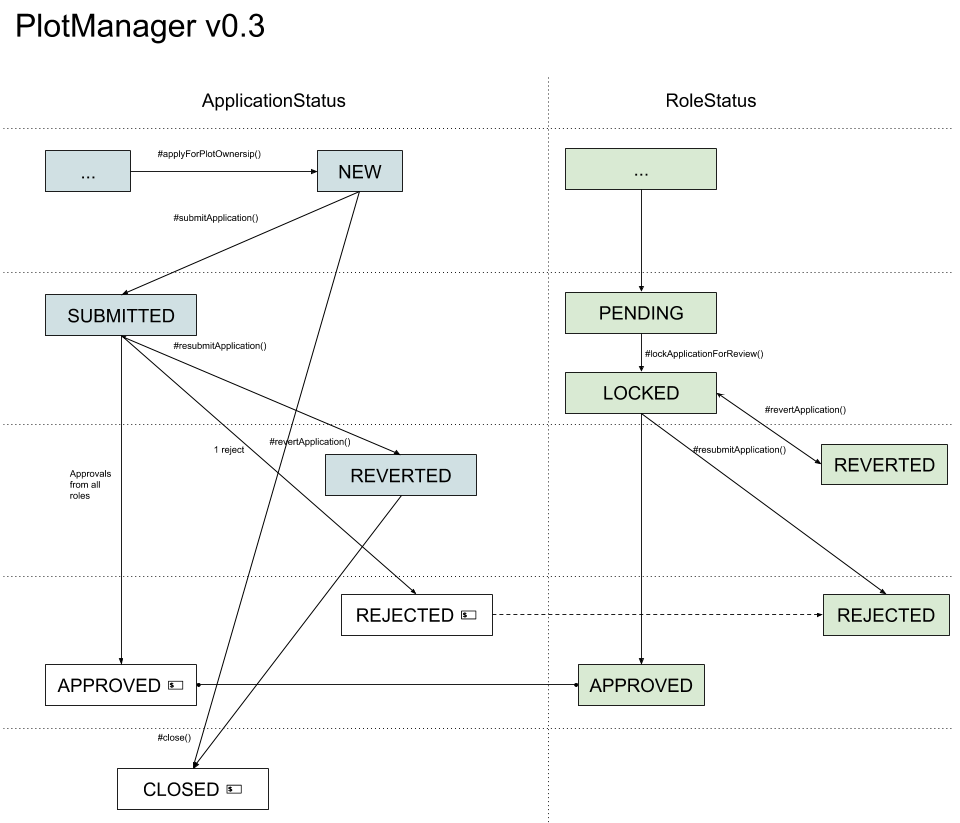 PlotManager v0.3
ApplicationStatus
RoleStatus
#applyForPlotOwnersip()
...
NEW
...
#submitApplication()
SUBMITTED
PENDING
#resubmitApplication()
#lockApplicationForReview()
LOCKED
#revertApplication()
1 reject
#revertApplication()
#resubmitApplication()
Approvals
from all
roles
REVERTED
REVERTED
REJECTED $
REJECTED
APPROVED $
APPROVED
#close()
CLOSED $